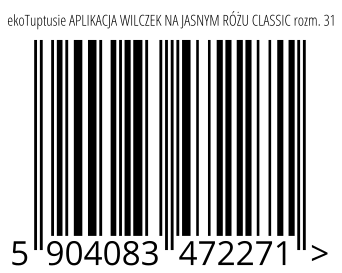 ekoTuptusie APLIKACJA WILCZEK NA JASNYM RÓŻU CLASSIC rozm. 31
5 904083 472271 >